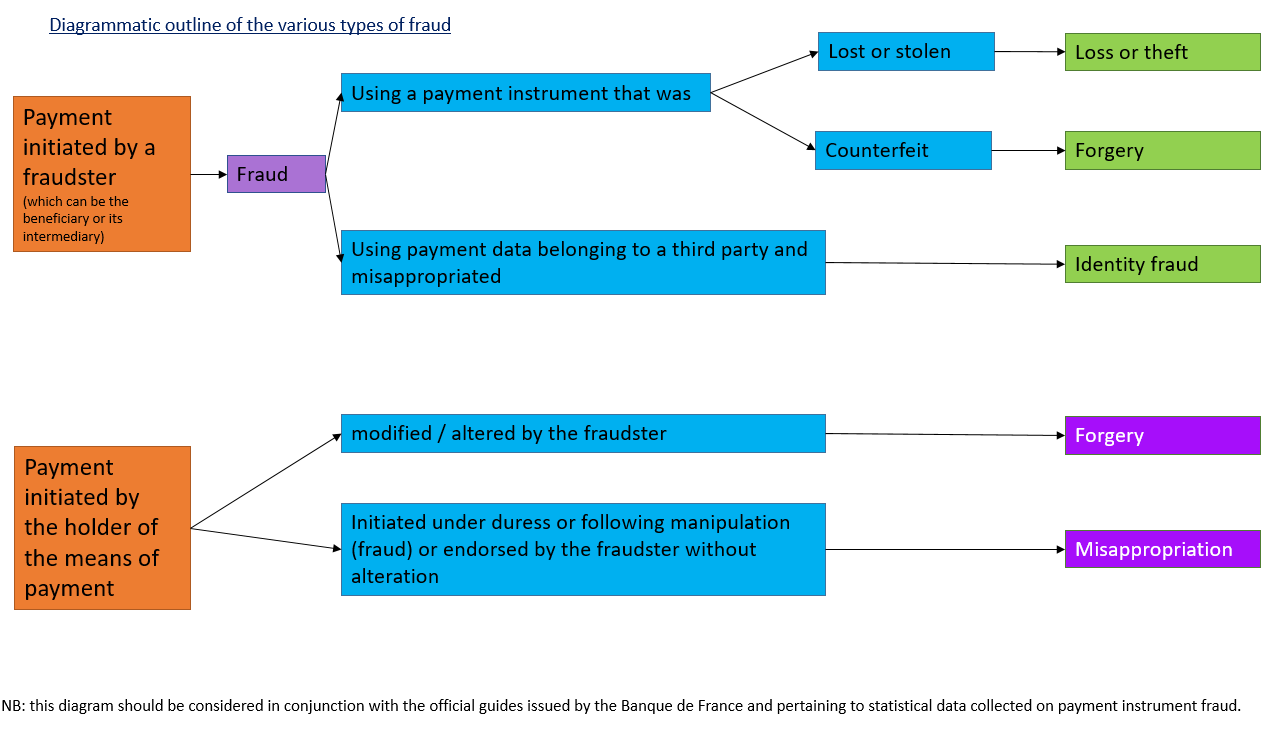 Diagrammatic outline of the various types of fraud
Payment
initiated by a
fraudster
(which can be the
beneficiary or its
intermediary)
Fraud
Using a payment instrument that was
Lost or stolen
Loss or theft
Counterfeit
Forgery
Using payment data belonging to a third party and
misappropriated
Identity fraud
Payment
initiated by
the holder of
the means of
payment
modified / altered by the fraudster
Forgery
Initiated under duress or following manipulation
(fraud) or endorsed by the fraudster without
alteration
Misappropriation
NB: this diagram should be considered in conjunction with the official guides issued by the Banque de France and pertaining to statistical data collected on payment instrument fraud.